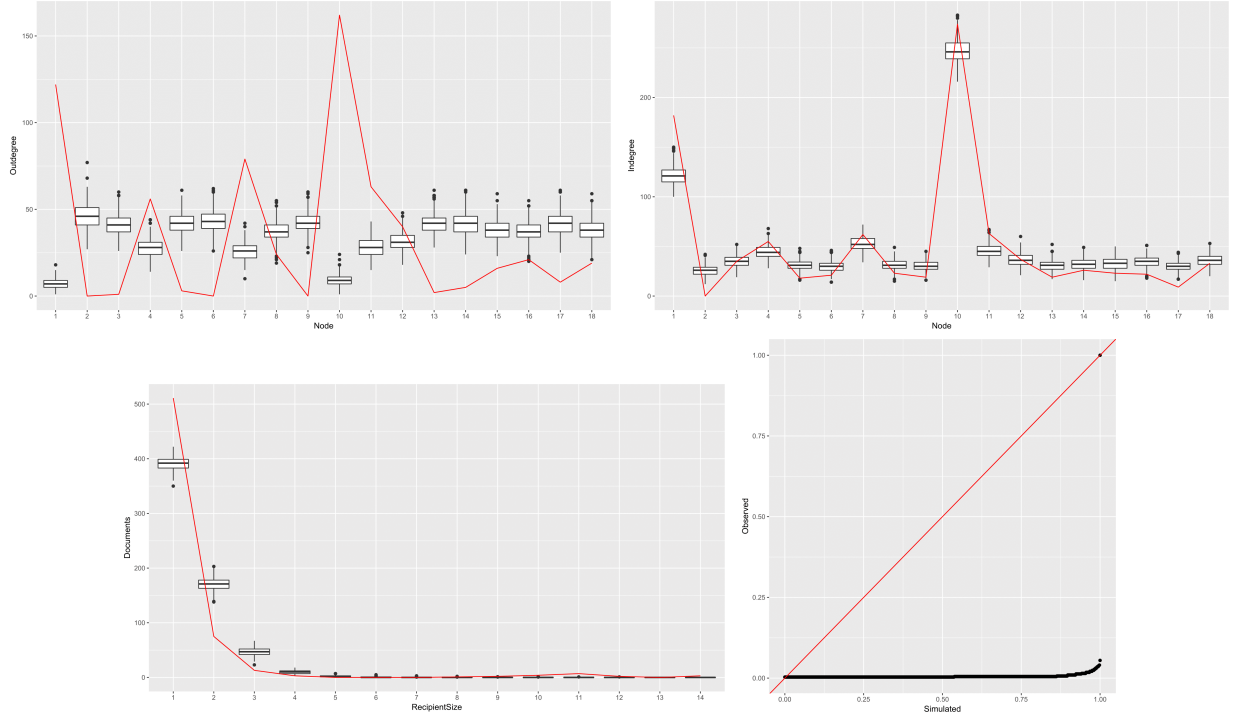 150
100
50
0
Outdegree
1 2 3 4 5 6 7 8 9 10 11 12 13 14 15 16 17 18
Node
200
100
0
Indegree
1 2 3 4 5 6 7 8 9 10 11 12 13 14 15 16 17 18
Node
500
400
300
200
100
0
Documents
1 2 3 4 5 6 7 8 9 10 11 12 13 14
RecipientSize
1.00
0.75
0.50
0.25
0.00
Observed
0.00 0.25 0.50 0.75 1.00
Simulated